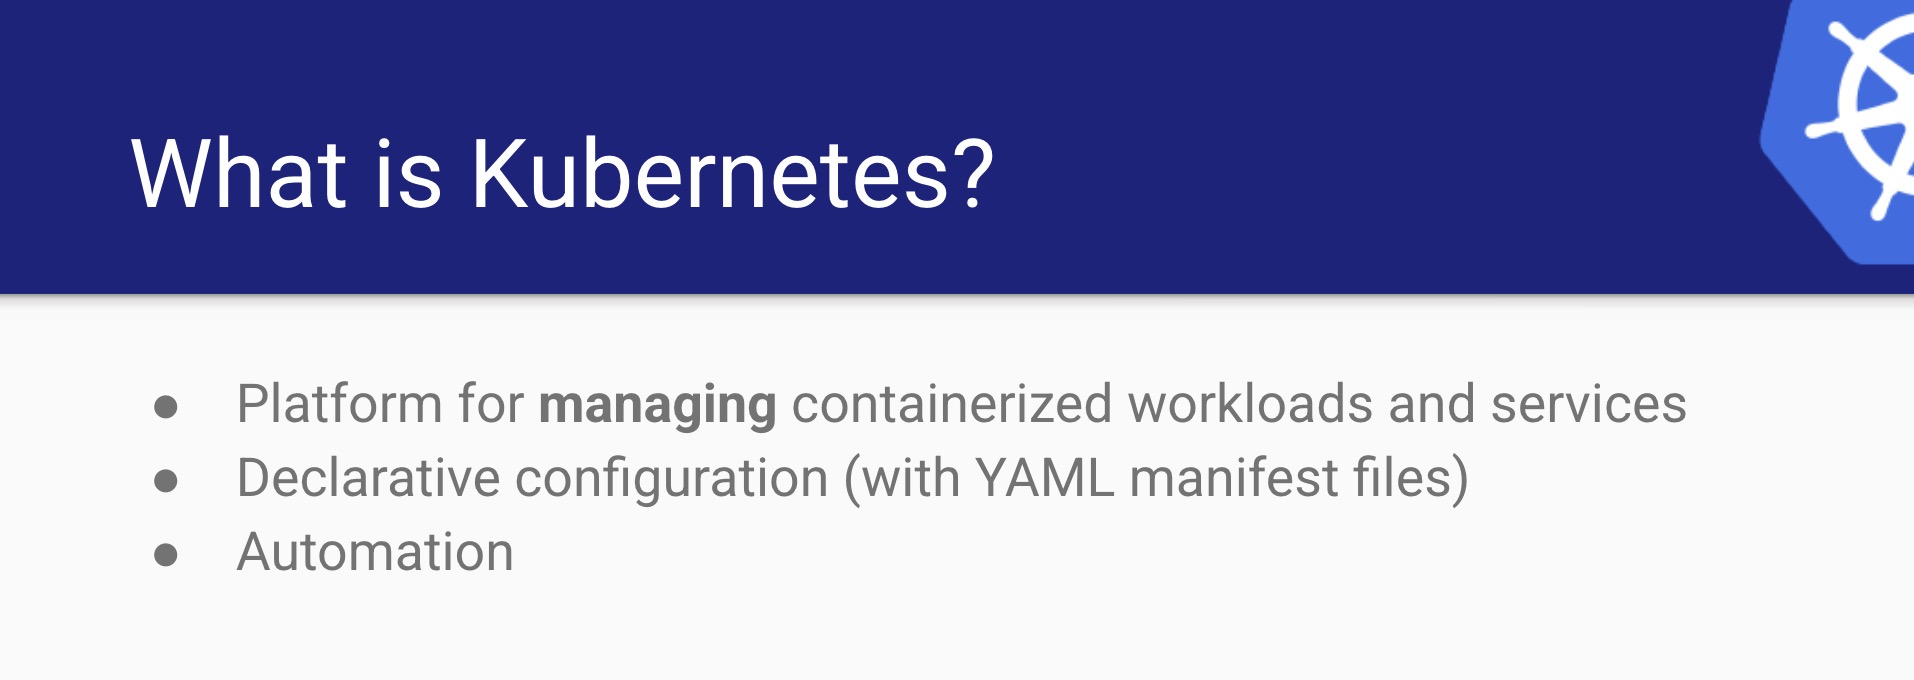 What is Kubernetes?
● Platform for managing containerized workloads and services
● Declarative configuration (with YAML manifest files)
● Automation